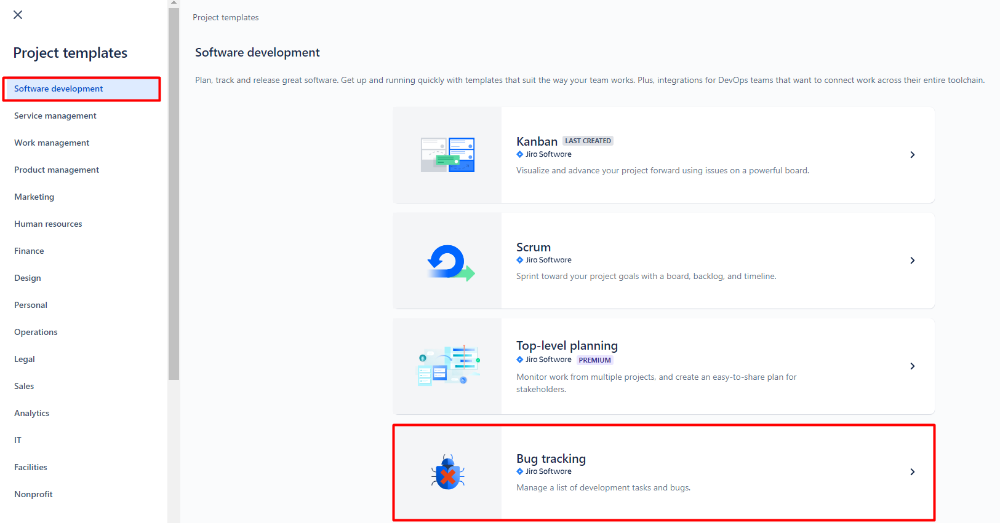 Project templates
Software development
Service management
Work management
Product management
Marketing
Human resources
Finance
Design
Personal
Operations
Legal
Sales
Analytics
IT
Facilities
Nonprofit
Project templates
Software development
Plan, track and release great software. Get up and running quickly with templates that suit the way your team works. Plus, integrations for DevOps teams that want to connect work across their entire toolchain.
Kanban LAST CREATED
Jira Software
Visualize and advance your project forward using issues on a powerful board.
Scrum
Jira Software
Sprint toward your project goals with a board, backlog, and timeline.
Top-level planning
Jira Software PREMIUM
Monitor work from multiple projects, and create an easy-to-share plan for
stakeholders.
Bug tracking
Jira Software
Manage a list of development tasks and bugs.